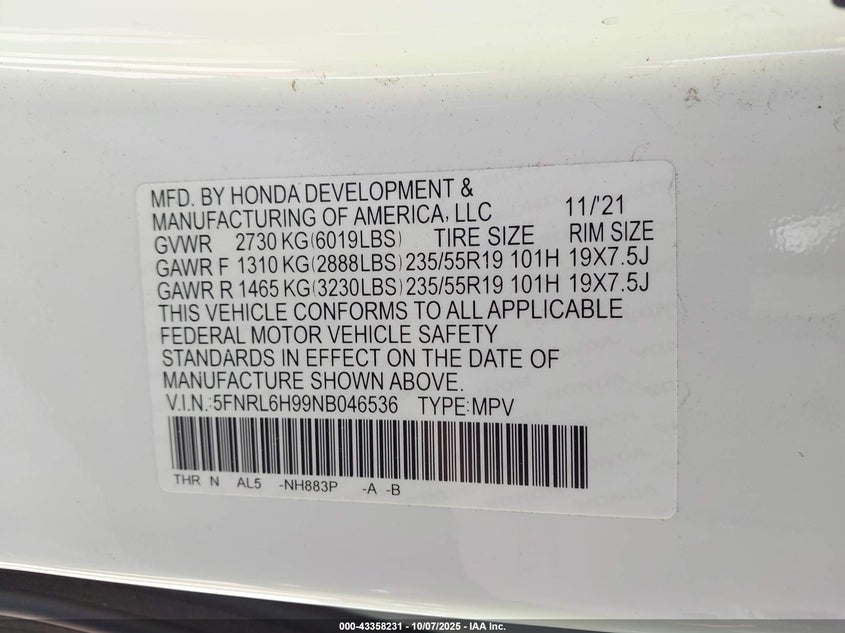 MFD. BY HONDA DEVELOPMENT &
MANUFACTURING OF AMERICA, LLC 11/'21
GVWR 2730 KG(6019LBS) TIRE SIZE RIM SIZE
GAWR F 1310 KG(2888LBS) 235/55R19 101H 19X7.5J
GAWR R 1465 KG(3230LBS) 235/55R19 101H 19X7.5J
THIS VEHICLE CONFORMS TO ALL APPLICABLE
FEDERAL MOTOR VEHICLE SAFETY
STANDARDS IN EFFECT ON THE DATE OF
MANUFACTURE SHOWN ABOVE.
V.I.N.:5FNRL6H99NB046536 TYPE:MPV
THR N AL5 -NH883P -A -B
000-43358231 - 10/07/2025 - IAA Inc.